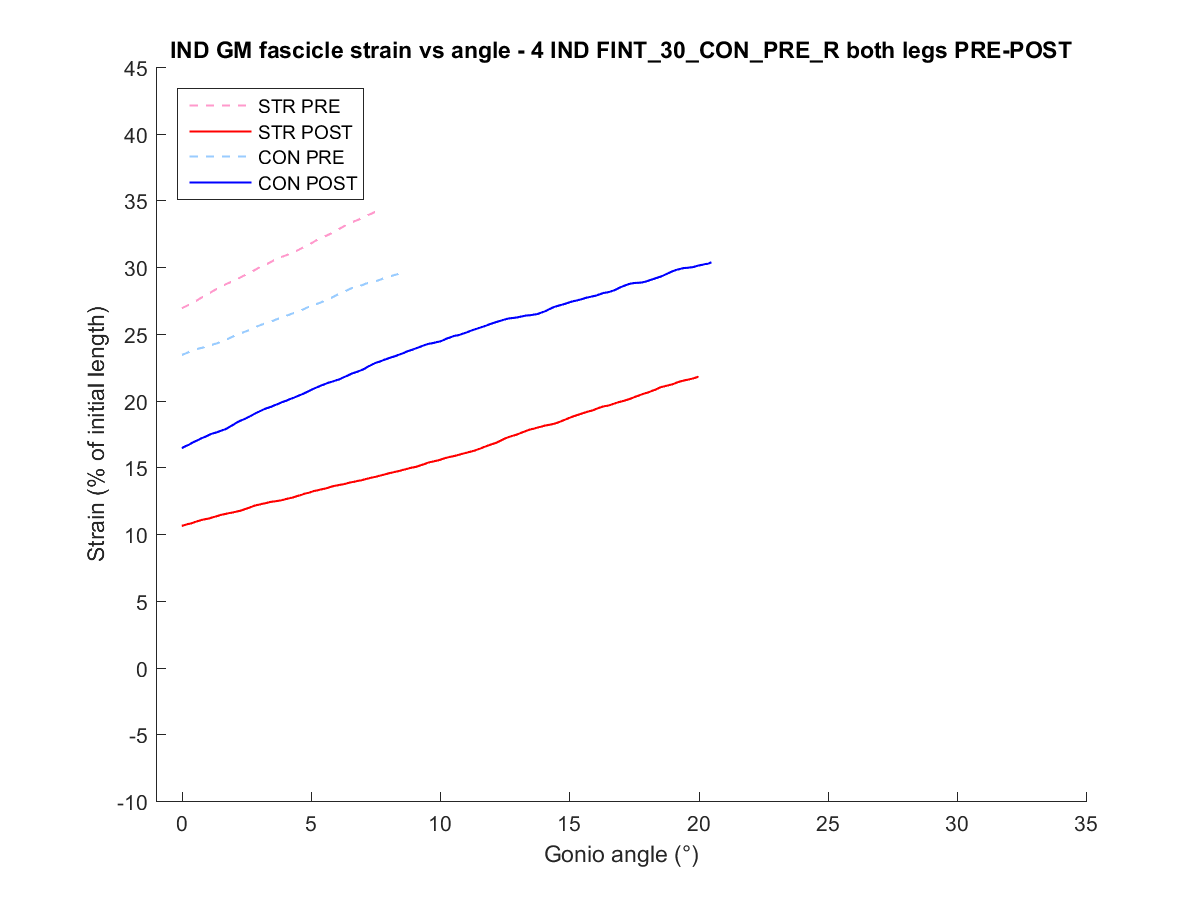 IND GM fascicle strain vs angle - 4 IND FINT_30_CON_PRE_R both legs PRE-POST
45
40
35
30
25
20
15
10
5
0
-5
-10
STR PRE
STR POST
CON PRE
CON POST
Strain (% of initial length)
0 5 10 15 20 25 30 35
Gonio angle (°)